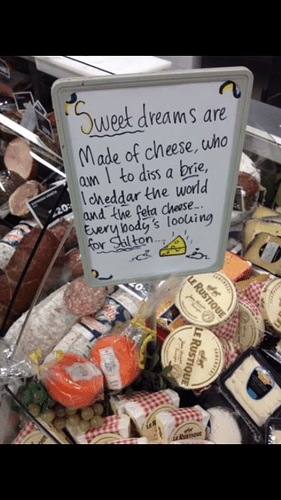 Sweet dreams are
Made of cheese, who
am I to diss a brie,
I cheddar the world
and the feta cheese...
Everybody's looking
for Stilton...
LE RUSTIQUE
LE RUSTIQUE
LE RUSTIQUE